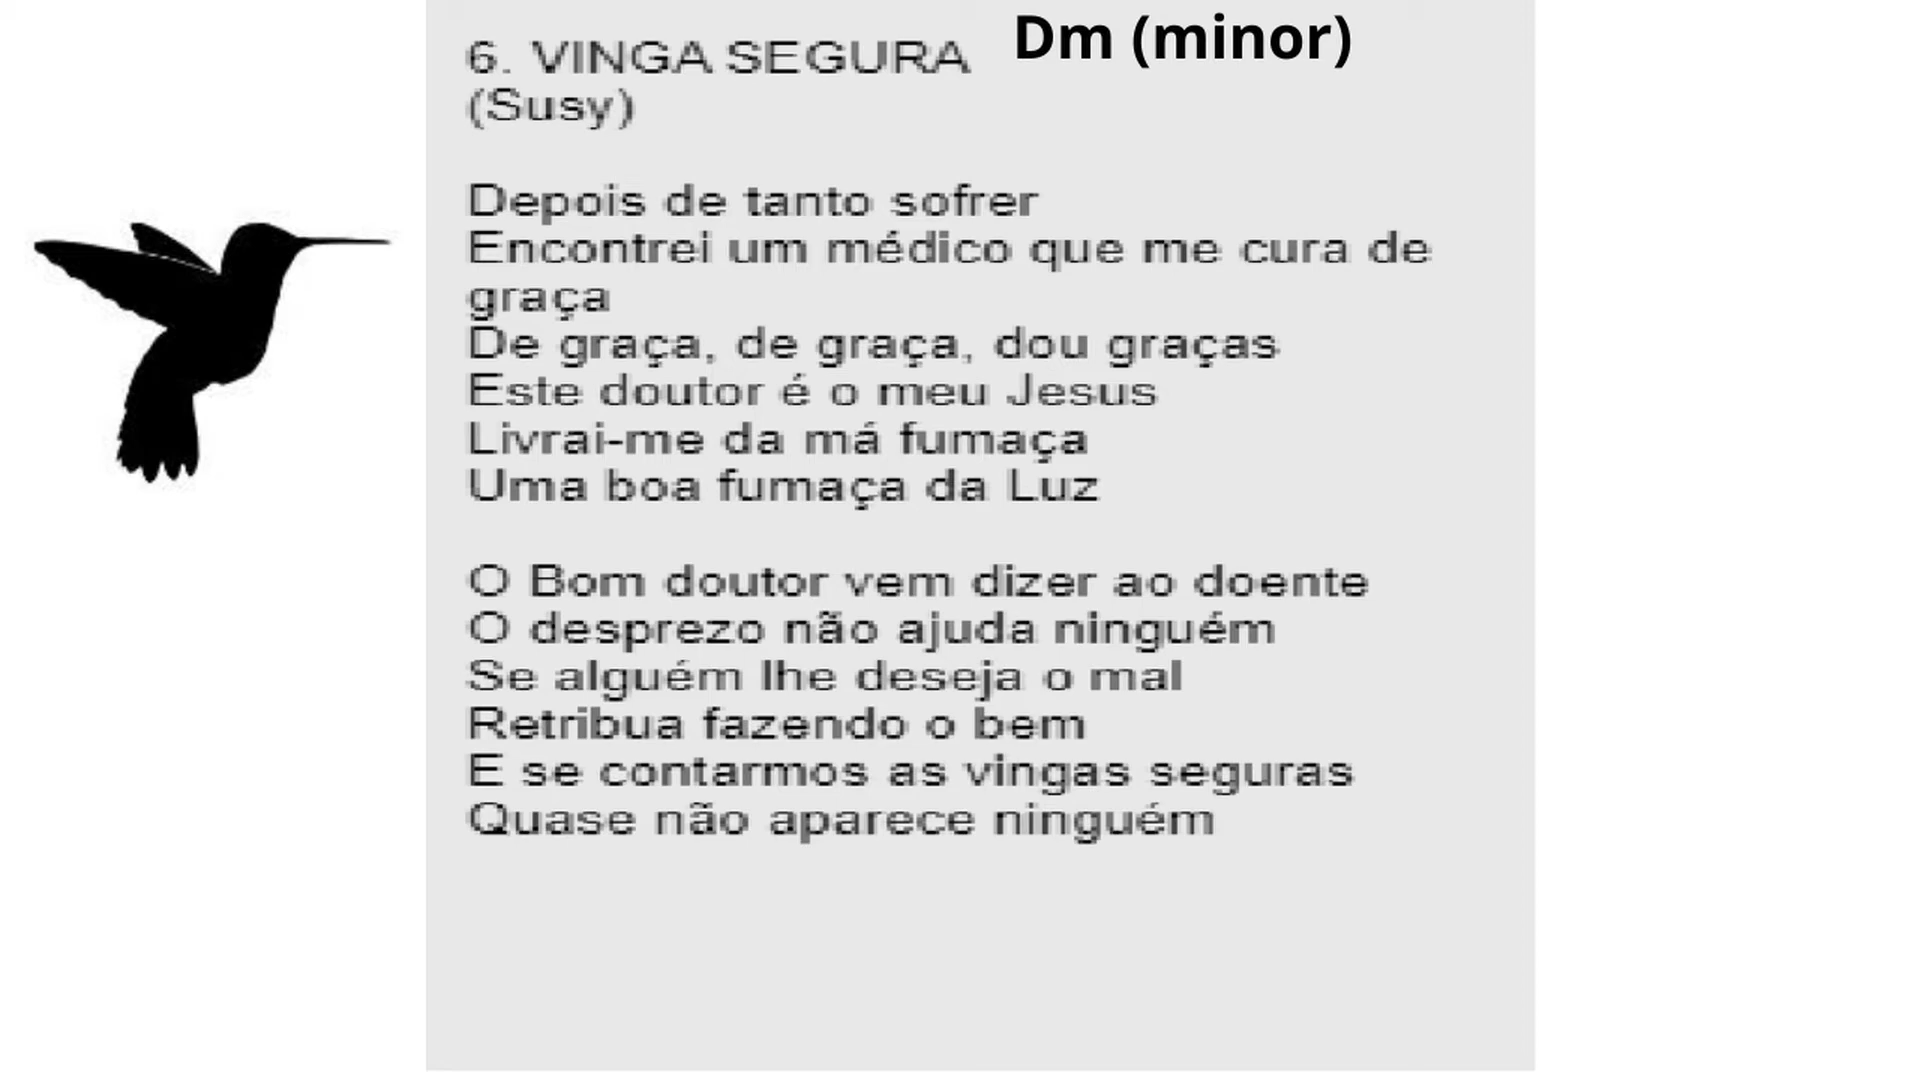 6. VINGA SEGURA Dm (minor)
(Susy)
Depois de tanto sofrer
Encontrei um médico que me cura de
graça
De graça, de graça, dou graças
Este doutor é o meu Jesus
Livrai-me da má fumaça
Uma boa fumaça da Luz
O Bom doutor vem dizer ao doente
O desprezo não ajuda ninguém
Se alguém lhe deseja o mal
Retribua fazendo o bem
E se contarmos as vingas seguras
Quase não aparece ninguém